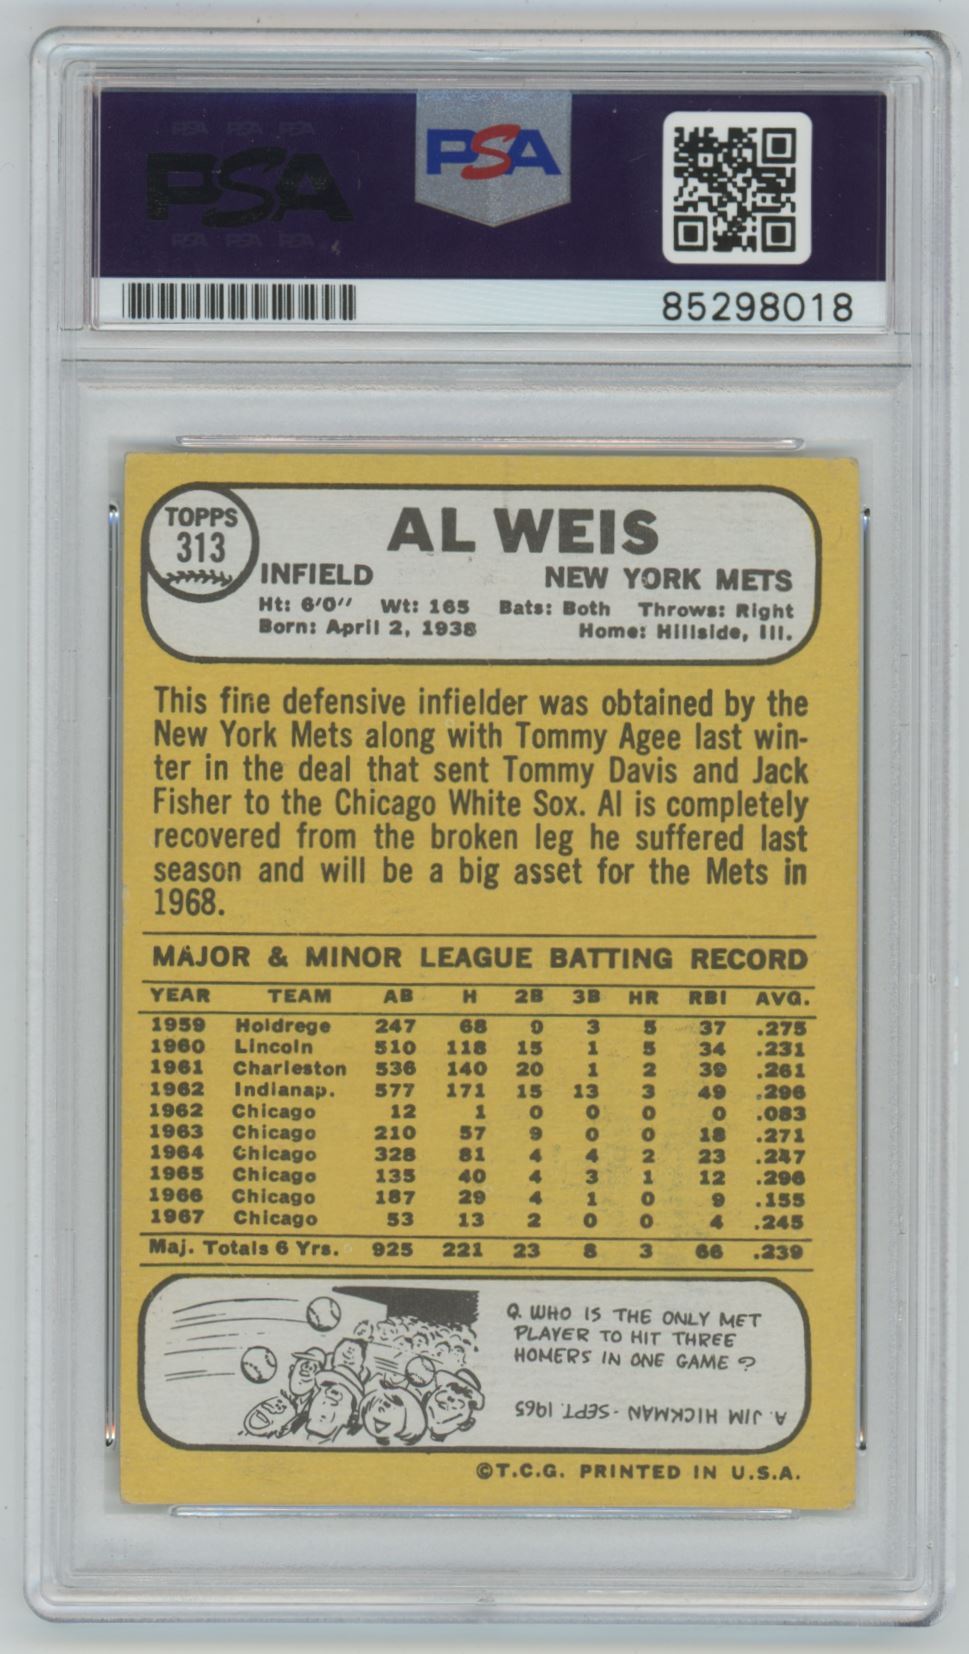 PSA PSA PSA
PSA
PSA PSA PSA
PSA
85298018
TOPPS
313
AL WEIS
INFIELD NEW YORK METS
Ht: 6'0" Wt: 165 Bats: Both Throws: Right
Born: April 2, 1938 Home: Hillside, Ill.
This fine defensive infielder was obtained by the
New York Mets along with Tommy Agee last win-
ter in the deal that sent Tommy Davis and Jack
Fisher to the Chicago White Sox. Al is completely
recovered from the broken leg he suffered last
season and will be a big asset for the Mets in
1968.
MAJOR & MINOR LEAGUE BATTING RECORD
YEAR TEAM AB H 2B 3B HR RBI AVG.
1959 Holdrege 247 68 0 3 5 37 .275
1960 Lincoln 510 118 15 1 5 34 .231
1961 Charleston 536 140 20 1 2 39 .261
1962 Indianap. 577 171 15 13 3 49 .296
1962 Chicago 12 1 0 0 0 0 .083
1963 Chicago 210 57 9 0 0 18 .271
1964 Chicago 328 81 4 4 2 23 .247
1965 Chicago 135 40 4 3 1 12 .296
1966 Chicago 187 29 4 1 0 9 .155
1967 Chicago 53 13 2 0 0 4 .245
Maj. Totals 6 Yrs. 925 221 23 8 3 66 .239
Q. WHO IS THE ONLY MET
PLAYER TO HIT THREE
HOMERS IN ONE GAME?
A. JIM HICKMAN - SEPT. 1965
©T.C.G. PRINTED IN U.S.A.